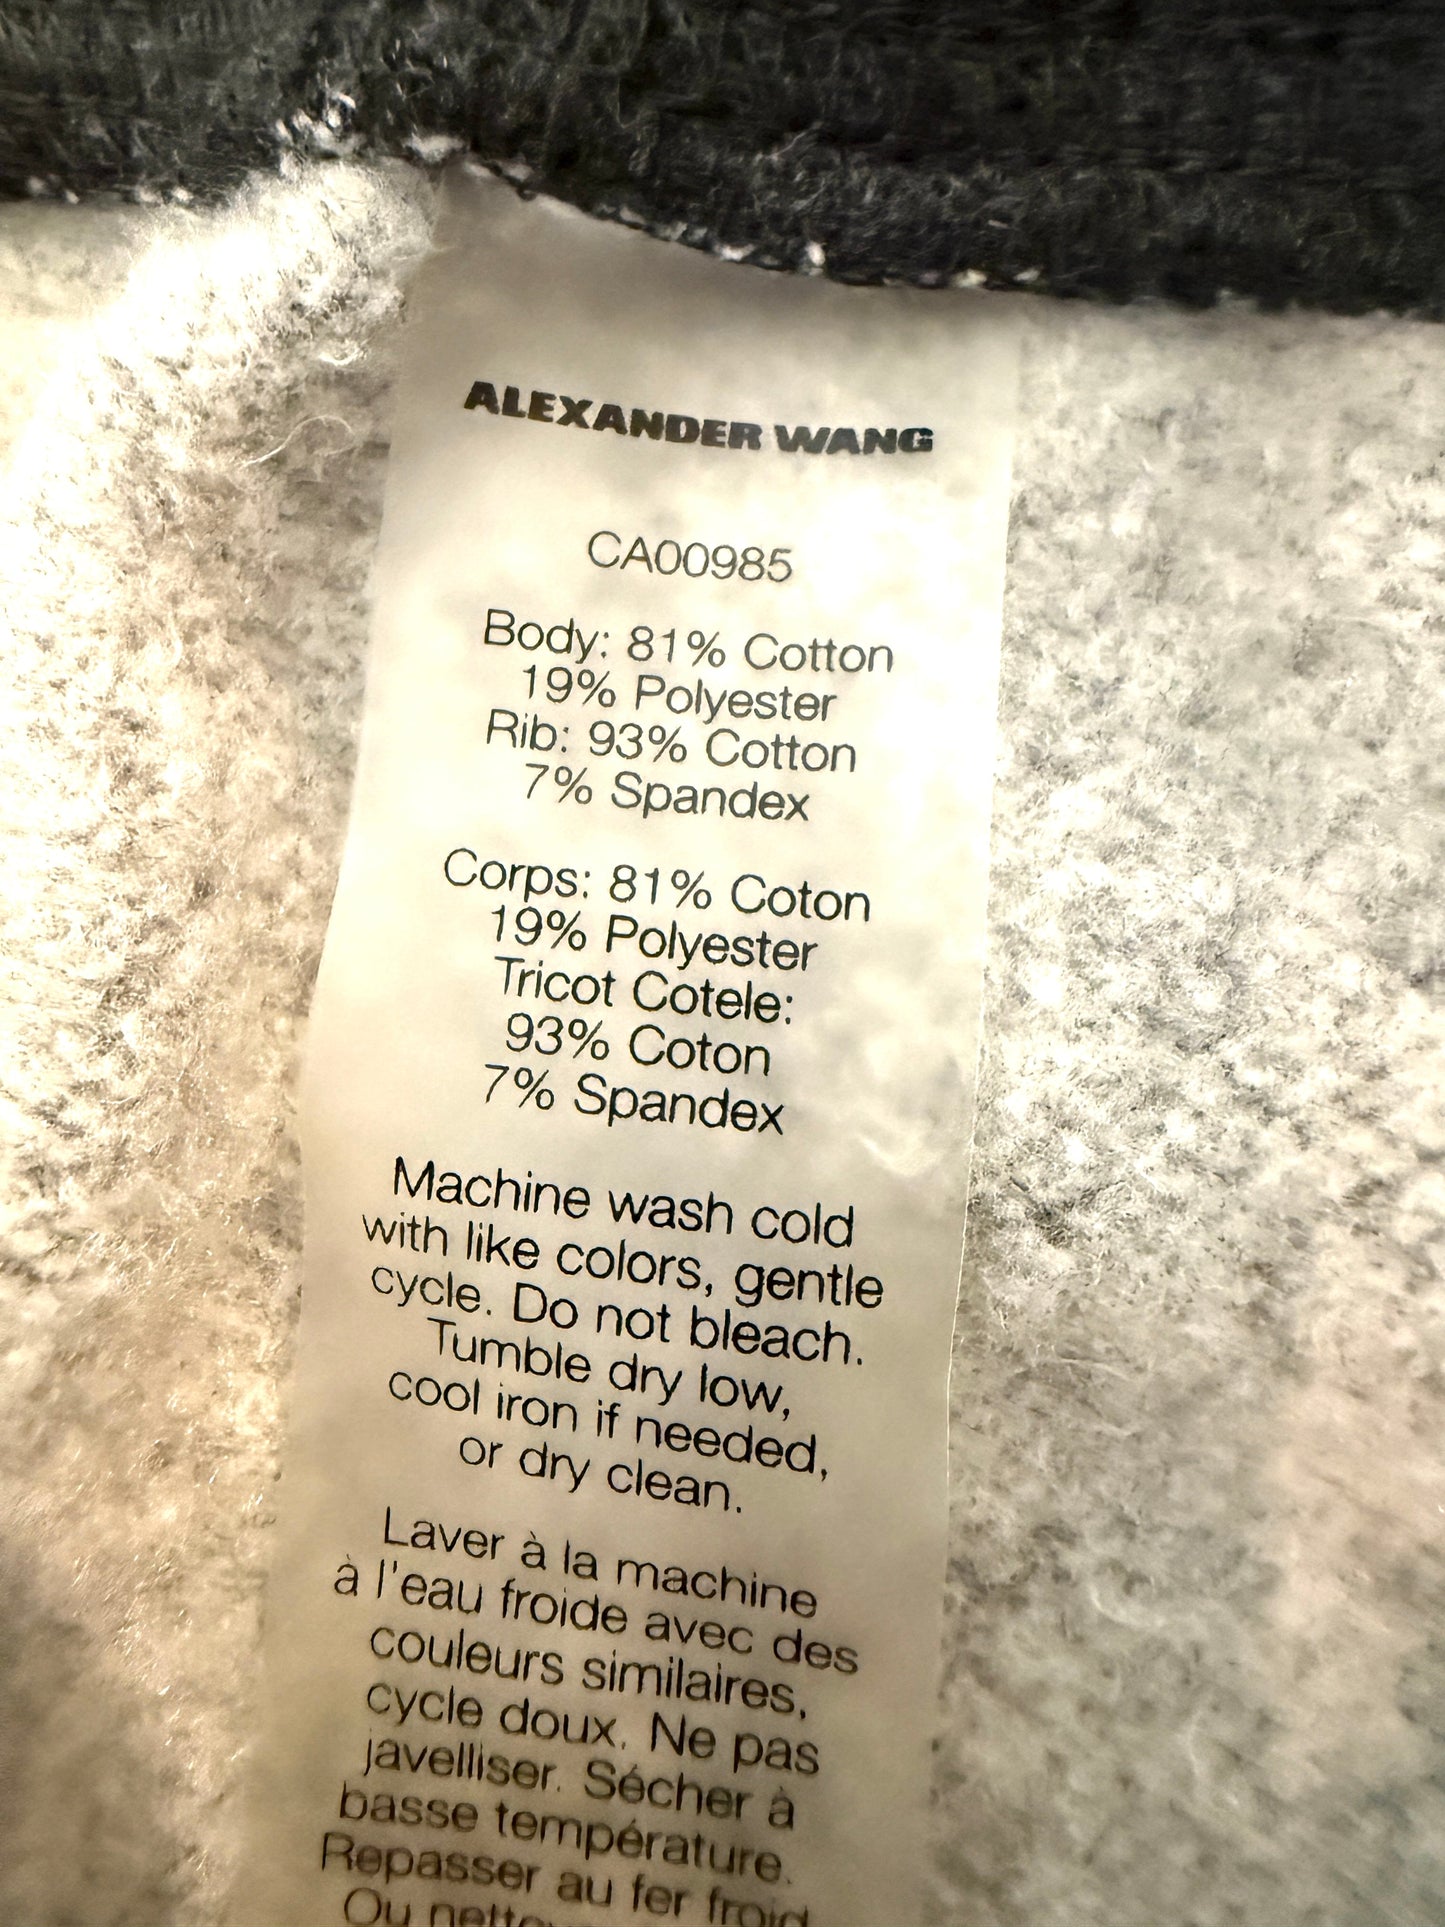 ALEXANDER WANG
CA00985
Body: 81% Cotton
19% Polyester
Rib: 93% Cotton
7% Spandex
Corps: 81% Coton
19% Polyester
Tricot Cotele:
93% Coton
7% Spandex
Machine wash cold
with like colors, gentle
cycle. Do not bleach.
Tumble dry low,
cool iron if needed,
or dry clean.
Laver à la machine
à l'eau froide avec des
couleurs similaires,
cycle doux. Ne pas
javelliser. Sécher à
basse température.
Repasser au fer froid
Ou